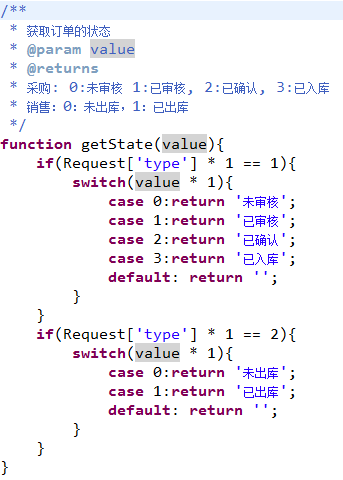 /**
 * 获取订单的状态
 * @param value
 * @returns
 * 采购: 0:未审核 1:已审核, 2:已确认, 3:已入库
 * 销售：0：未出库，1：已出库
 */
function getState(value){
    if(Request['type'] * 1 == 1){
        switch(value * 1){
            case 0:return '未审核';
            case 1:return '已审核';
            case 2:return '已确认';
            case 3:return '已入库';
            default: return '';
        }
    }
    if(Request['type'] * 1 == 2){
        switch(value * 1){
            case 0:return '未出库';
            case 1:return '已出库';
            default: return '';
        }
    }
}